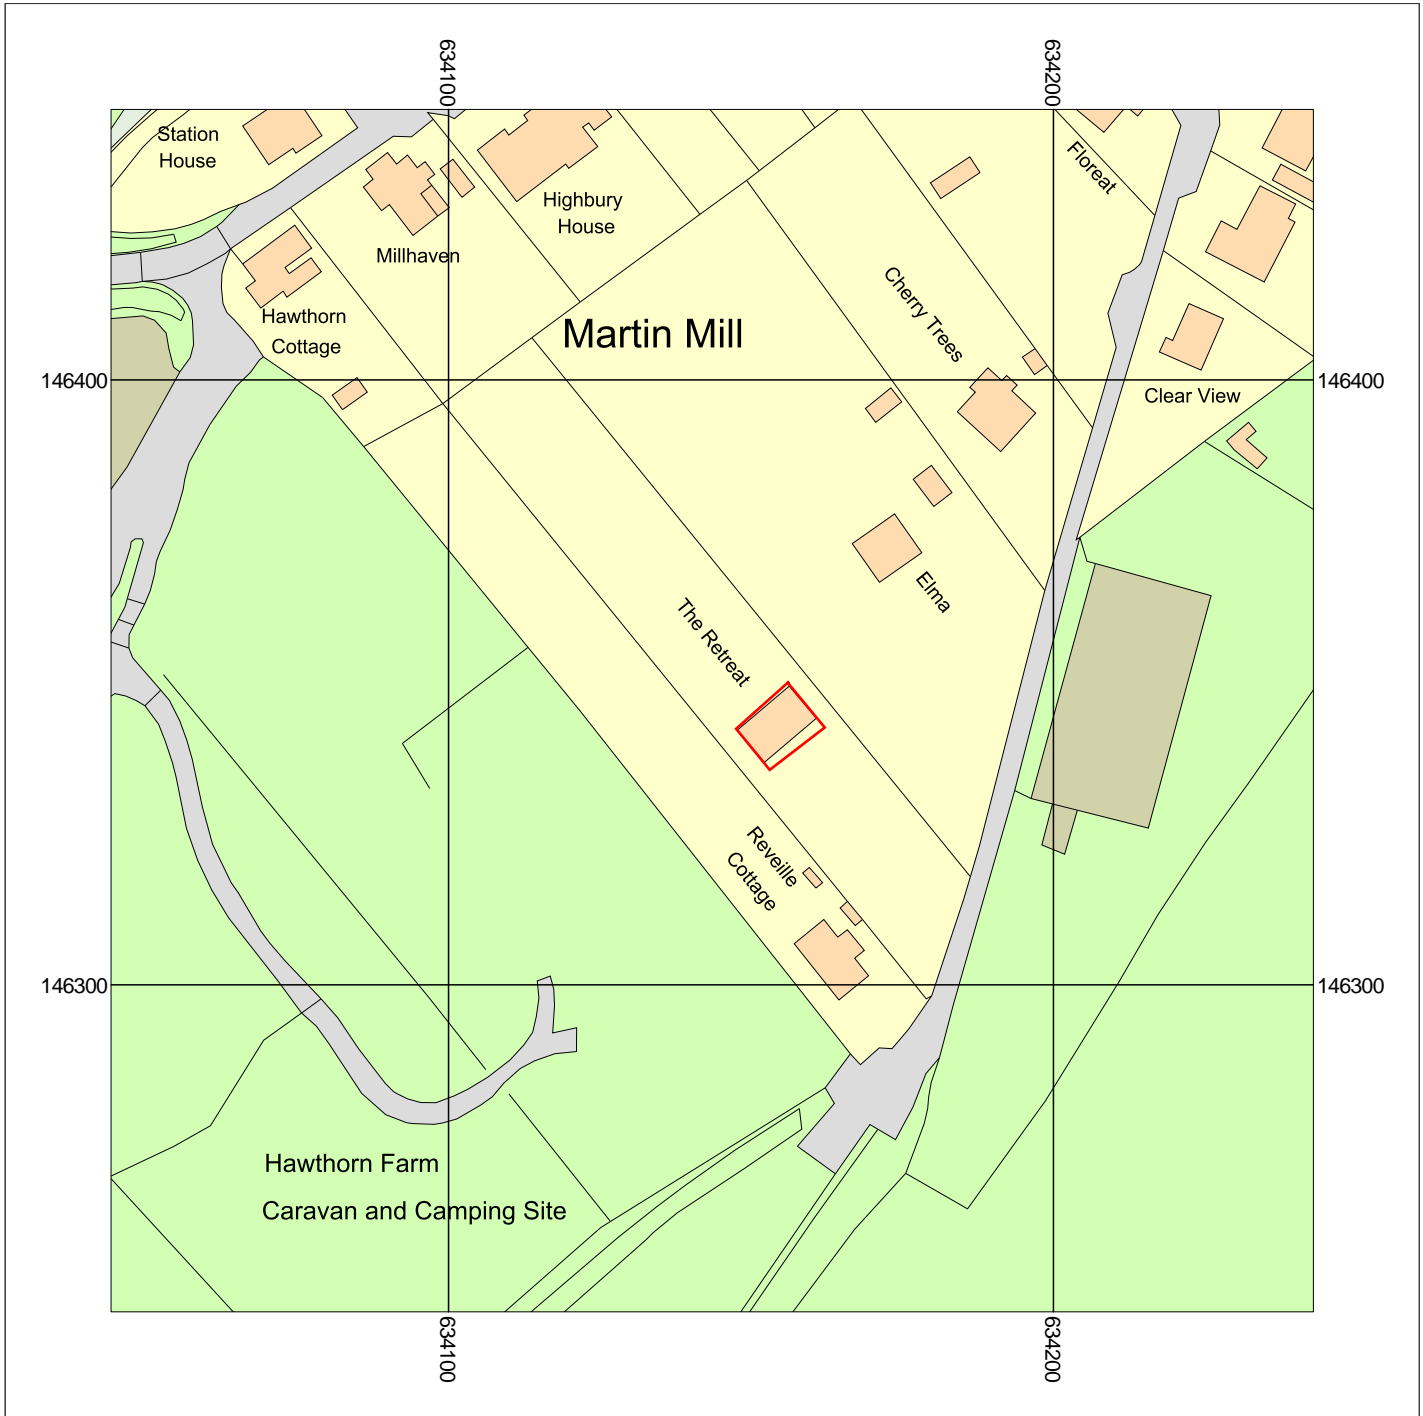 634100
634200
Station
House
Highbury
House
Millhaven
Floreat
Hawthorn
Cottage
Martin Mill
Cherry Trees
146400
146400
Clear View
The Retreat
Elma
Reveille
Cottage
146300
146300
Hawthorn Farm
Caravan and Camping Site
634100
634200